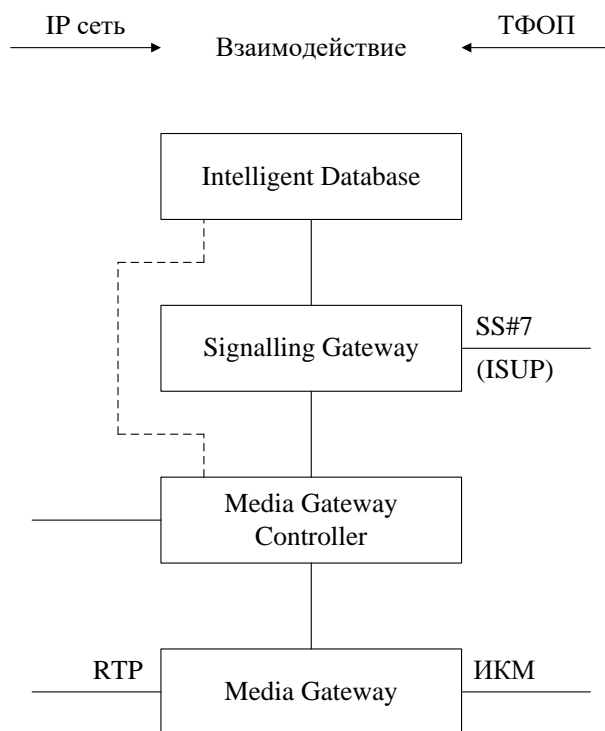 IP сеть
Взаимодействие
ТФОП
Intelligent Database
Signalling Gateway
SS#7
(ISUP)
Media Gateway
Controller
RTP
Media Gateway
ИКМ